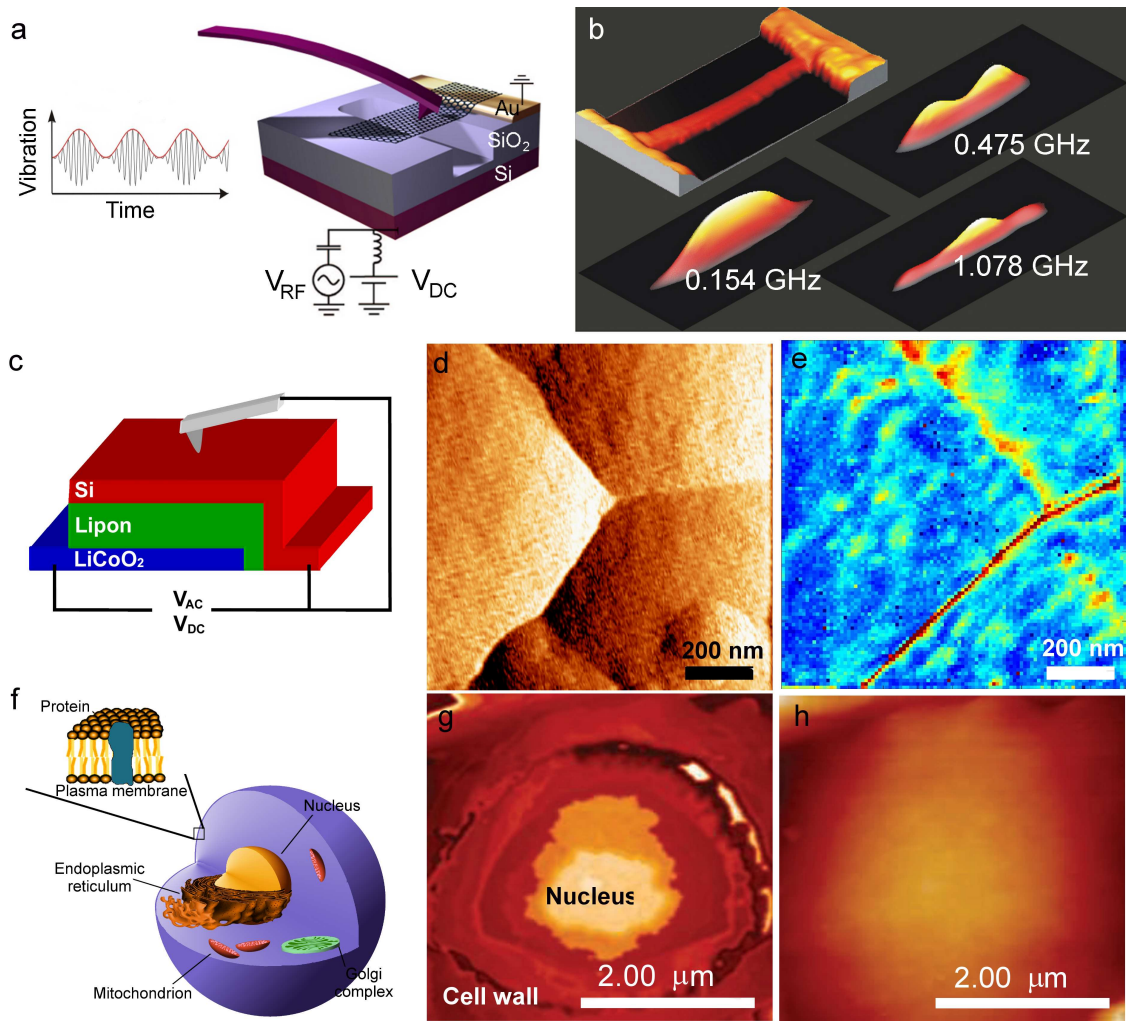 a
Vibration
Time
Au
SiO2
Si
VRF
VDC
b
0.475 GHz
0.154 GHz
1.078 GHz
c
Si
Lipon
LiCoO2
VAC
VDC
d
200 nm
e
200 nm
f
Protein
Plasma membrane
Nucleus
Endoplasmic
reticulum
Mitochondrion
Golgi
complex
g
Nucleus
2.00 μm
Cell wall
h
2.00 μm